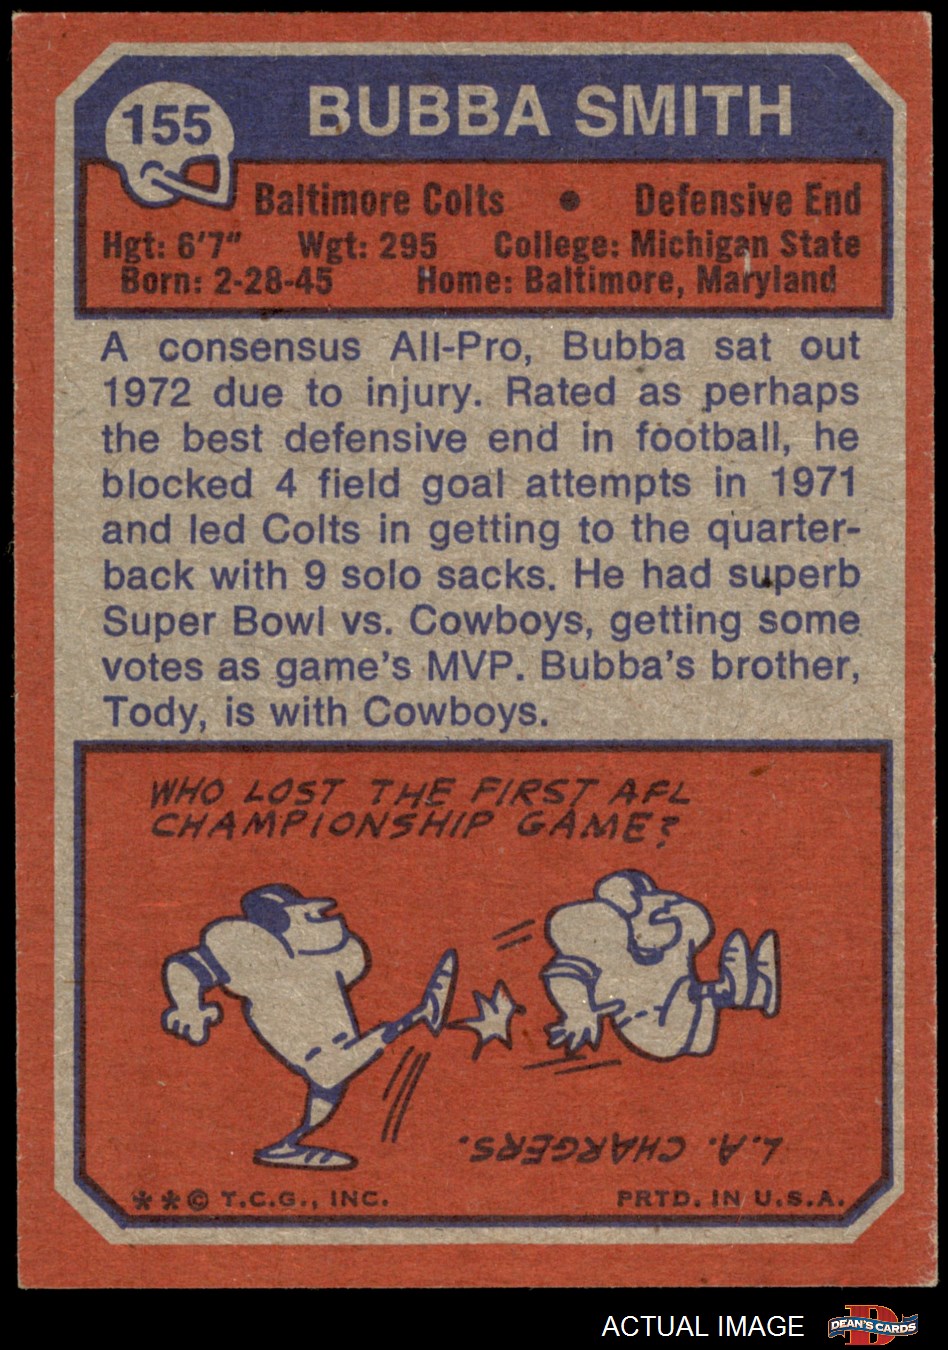 155
BUBBA SMITH
Baltimore Colts • Defensive End
Hgt: 6'7" Wgt: 295 College: Michigan State
Born: 2-28-45 Home: Baltimore, Maryland
A consensus All-Pro, Bubba sat out
1972 due to injury. Rated as perhaps
the best defensive end in football, he
blocked 4 field goal attempts in 1971
and led Colts in getting to the quarter-
back with 9 solo sacks. He had superb
Super Bowl vs. Cowboys, getting some
votes as game's MVP. Bubba's brother,
Tody, is with Cowboys.
WHO LOST THE FIRST AFL
CHAMPIONSHIP GAME?
L.A. CHARGERS.
**© T.C.G., INC. PRTD. IN U.S.A.
ACTUAL IMAGE
D
DEAN'S CARDS